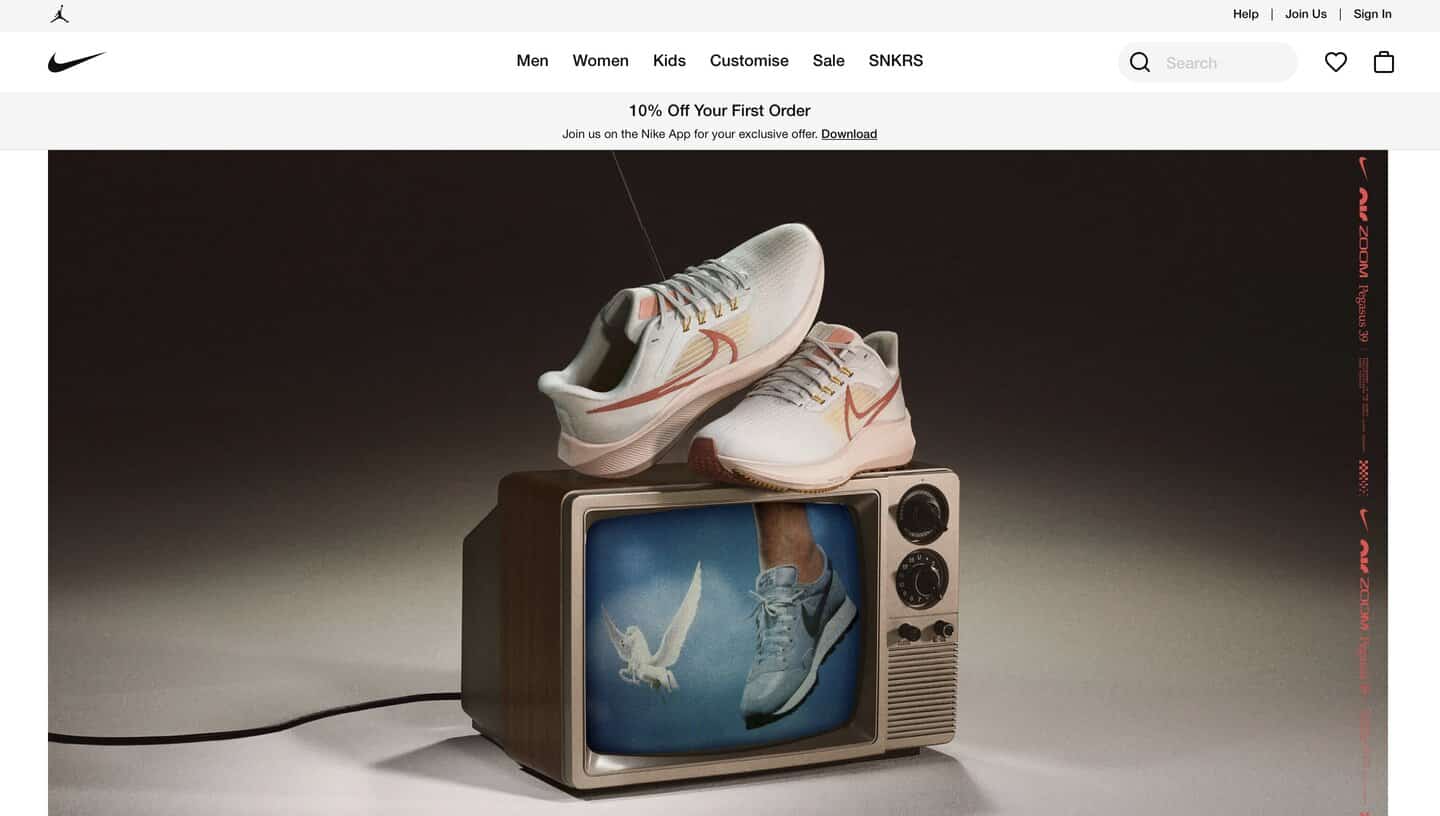 Help | Join Us | Sign In
Men Women Kids Customise Sale SNKRS
Search
10% Off Your First Order
Join us on the Nike App for your exclusive offer. Download
AIR ZOOM Pegasus 39
AIR ZOOM Pegasus 39